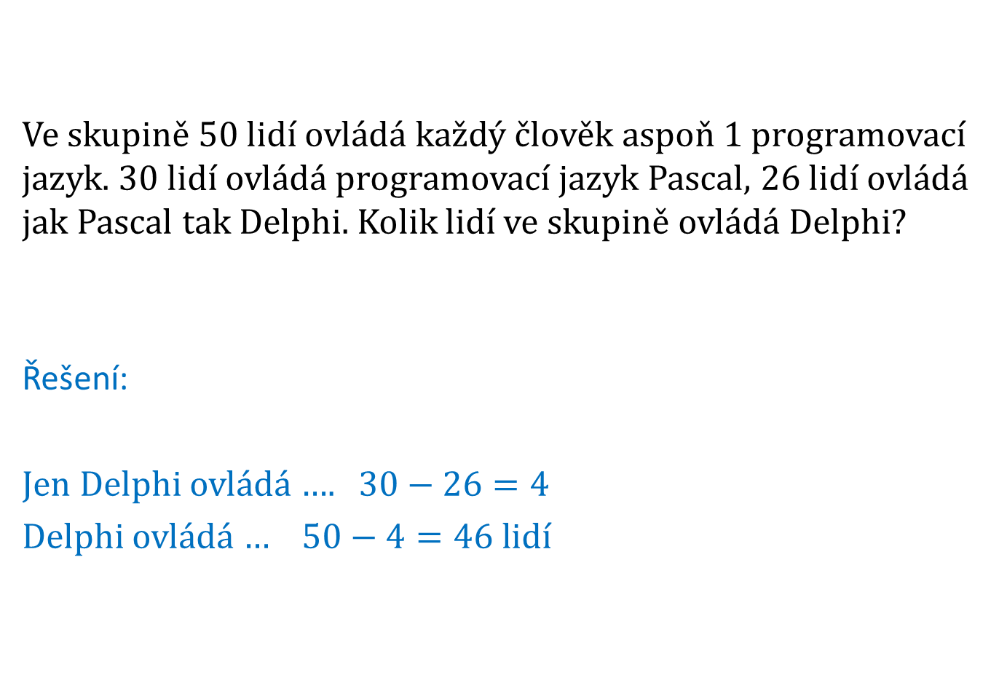 Ve skupině 50 lidí ovládá každý člověk aspoň 1 programovací
jazyk. 30 lidí ovládá programovací jazyk Pascal, 26 lidí ovládá
jak Pascal tak Delphi. Kolik lidí ve skupině ovládá Delphi?
Řešení:
Jen Delphi ovládá .... 30 − 26 = 4
Delphi ovládá ... 50 − 4 = 46 lidí